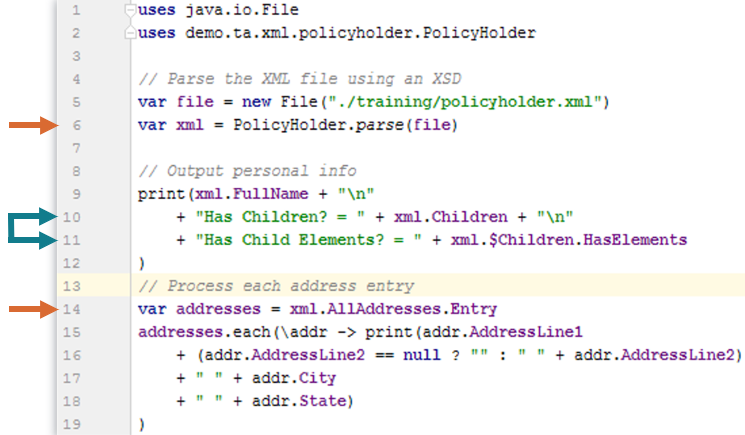 1 uses java.io.File
2 uses demo.ta.xml.policyholder.PolicyHolder
3
4 // Parse the XML file using an XSD
5 var file = new File("./training/policyholder.xml")
6 var xml = PolicyHolder.parse(file)
7
8 // Output personal info
9 print(xml.FullName + "\n"
10 + "Has Children? = " + xml.Children + "\n"
11 + "Has Child Elements? = " + xml.$Children.HasElements
12 )
13 // Process each address entry
14 var addresses = xml.AllAddresses.Entry
15 addresses.each(\addr -> print(addr.AddressLine1
16 + (addr.AddressLine2 == null ? "" : " " + addr.AddressLine2)
17 + " " + addr.City
18 + " " + addr.State)
19 )